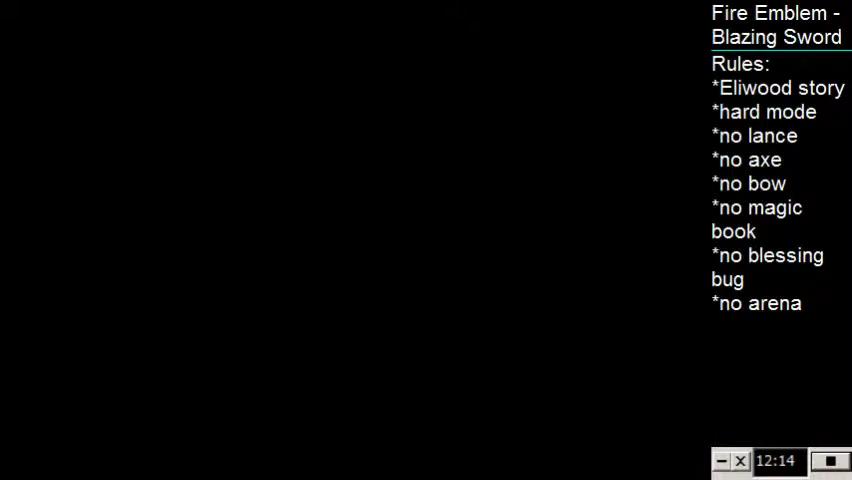 Fire Emblem -
Blazing Sword
Rules:
*Eliwood story
*hard mode
*no lance
*no axe
*no bow
*no magic
book
*no blessing
bug
*no arena
12:14